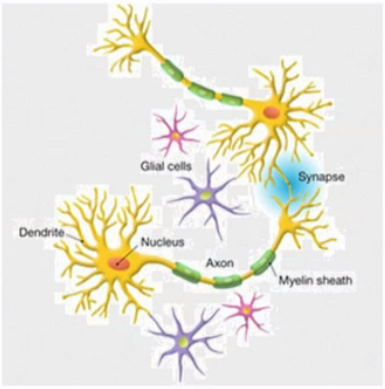 Glial cells
Synapse
Dendrite
Nucleus
Axon
Myelin sheath